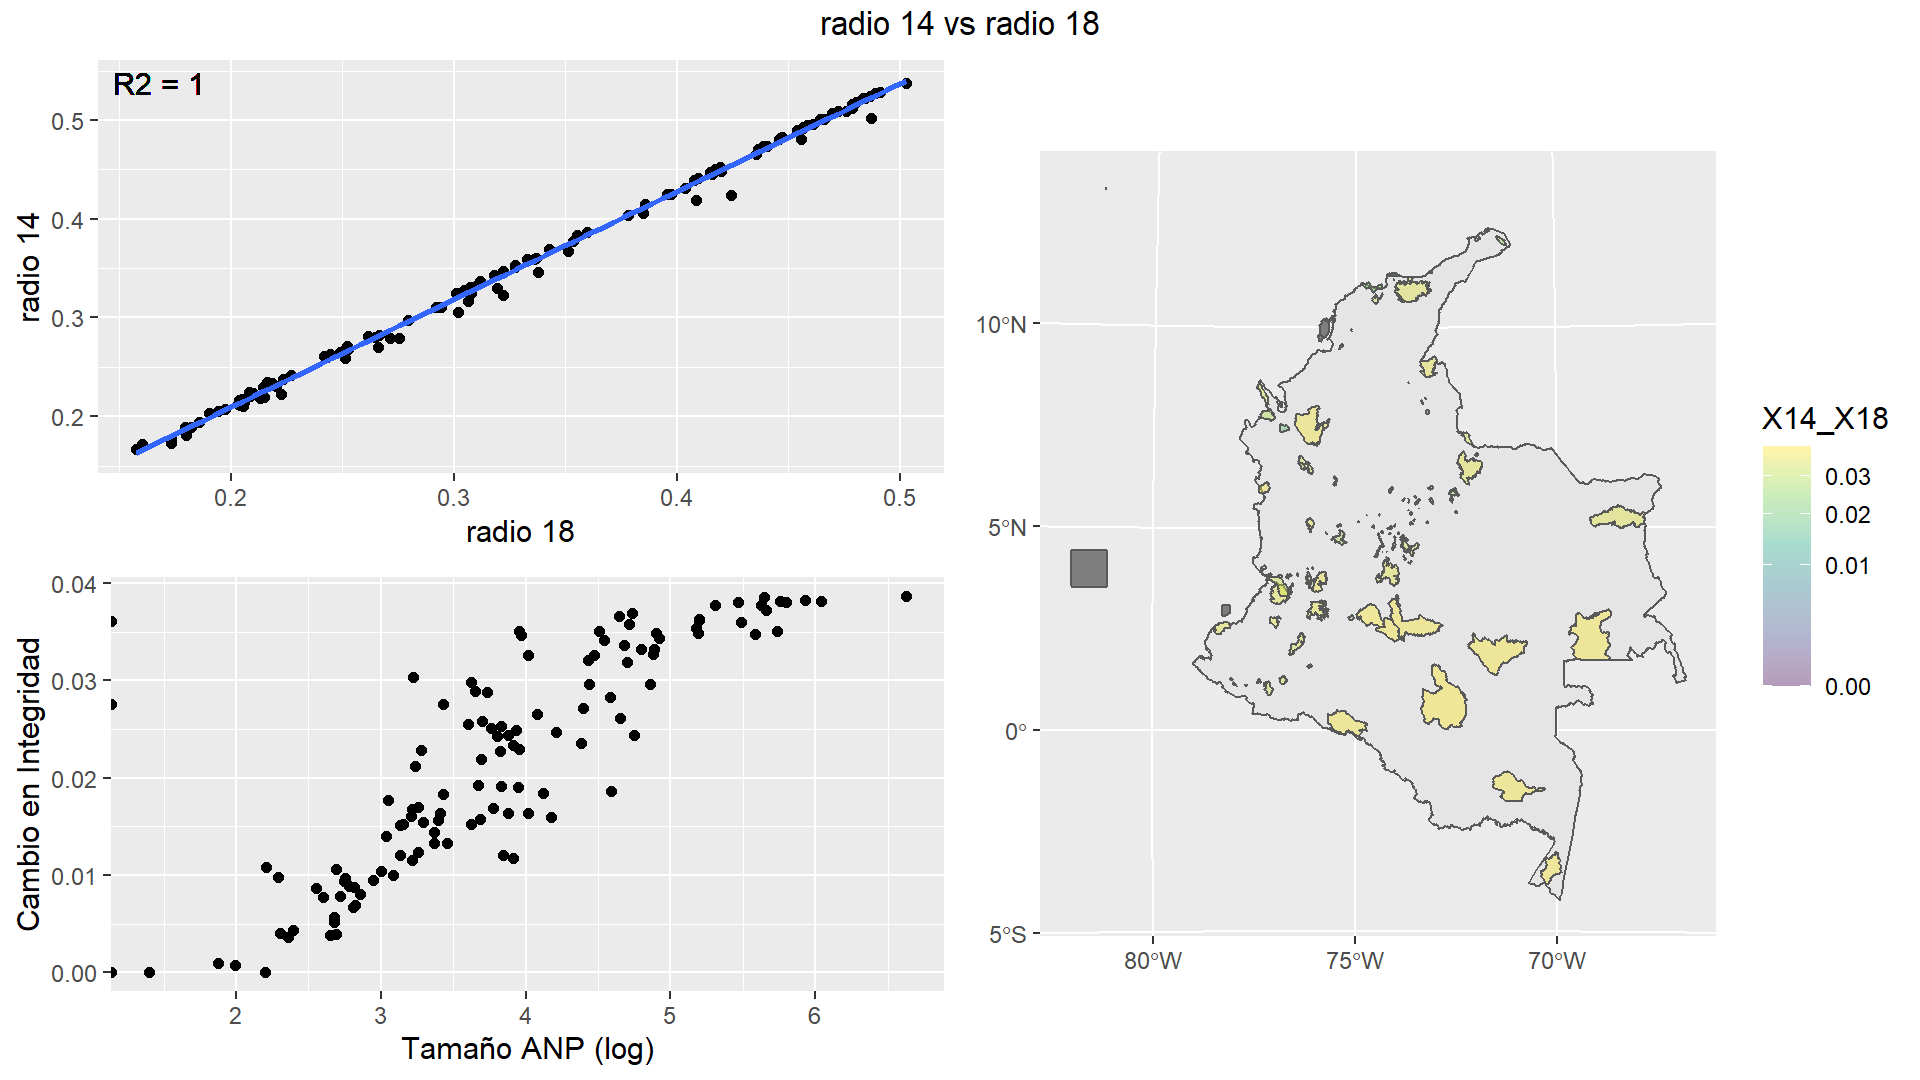 radio 14 vs radio 18
R2 = 1
0.5
0.4
0.3
0.2
radio 14
0.2 0.3 0.4 0.5
radio 18
0.04
0.03
0.02
0.01
0.00
Cambio en Integridad
2 3 4 5 6
Tamaño ANP (log)
10°N
5°N
0°
5°S
80°W 75°W 70°W
X14_X18
0.03
0.02
0.01
0.00